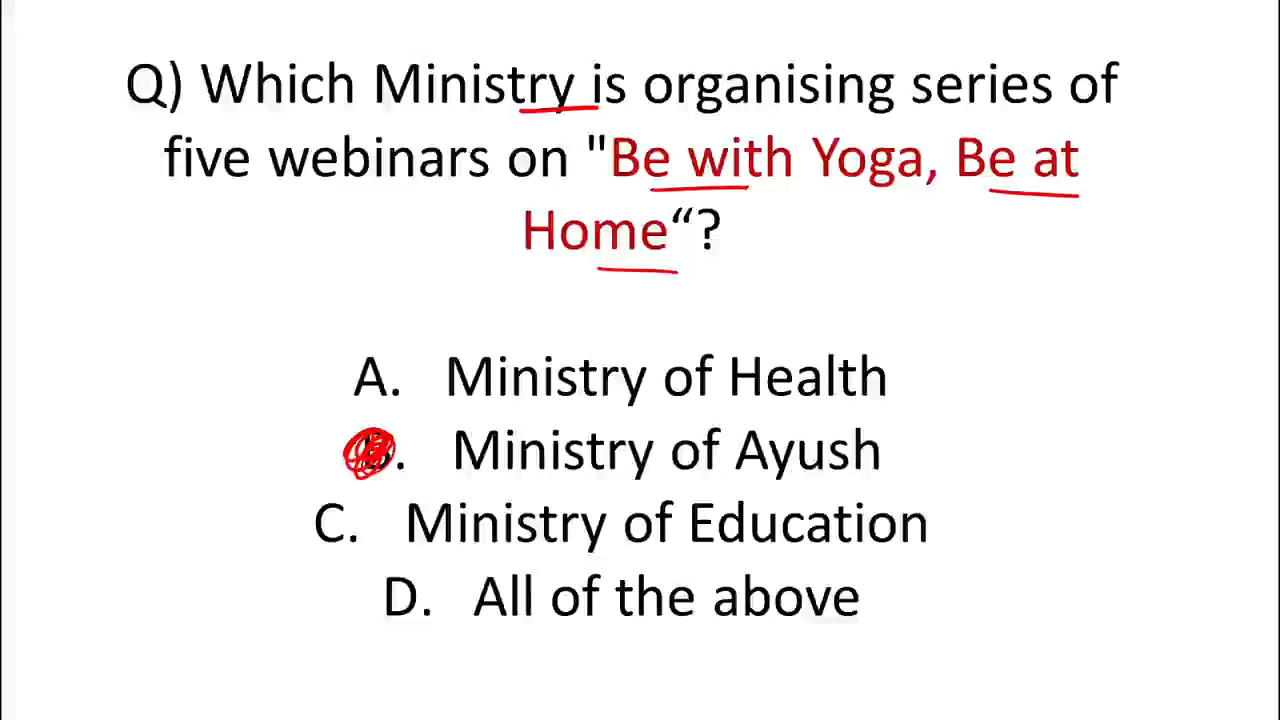 Q) Which Ministry is organising series of
five webinars on "Be with Yoga, Be at
Home“?
A. Ministry of Health
B. Ministry of Ayush
C. Ministry of Education
D. All of the above